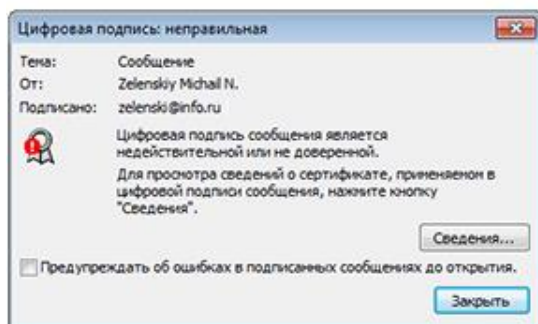 Цифровая подпись: неправильная
Тема: Сообщение
От: Zelenskiy Michail N.
Подписано: zelenski@info.ru
Цифровая подпись сообщения является
недействительной или не доверенной.
Для просмотра сведений о сертификате, применяемом в
цифровой подписи сообщения, нажмите кнопку
"Сведения".
Сведения...
Предупреждать об ошибках в подписанных сообщениях до открытия.
Закрыть